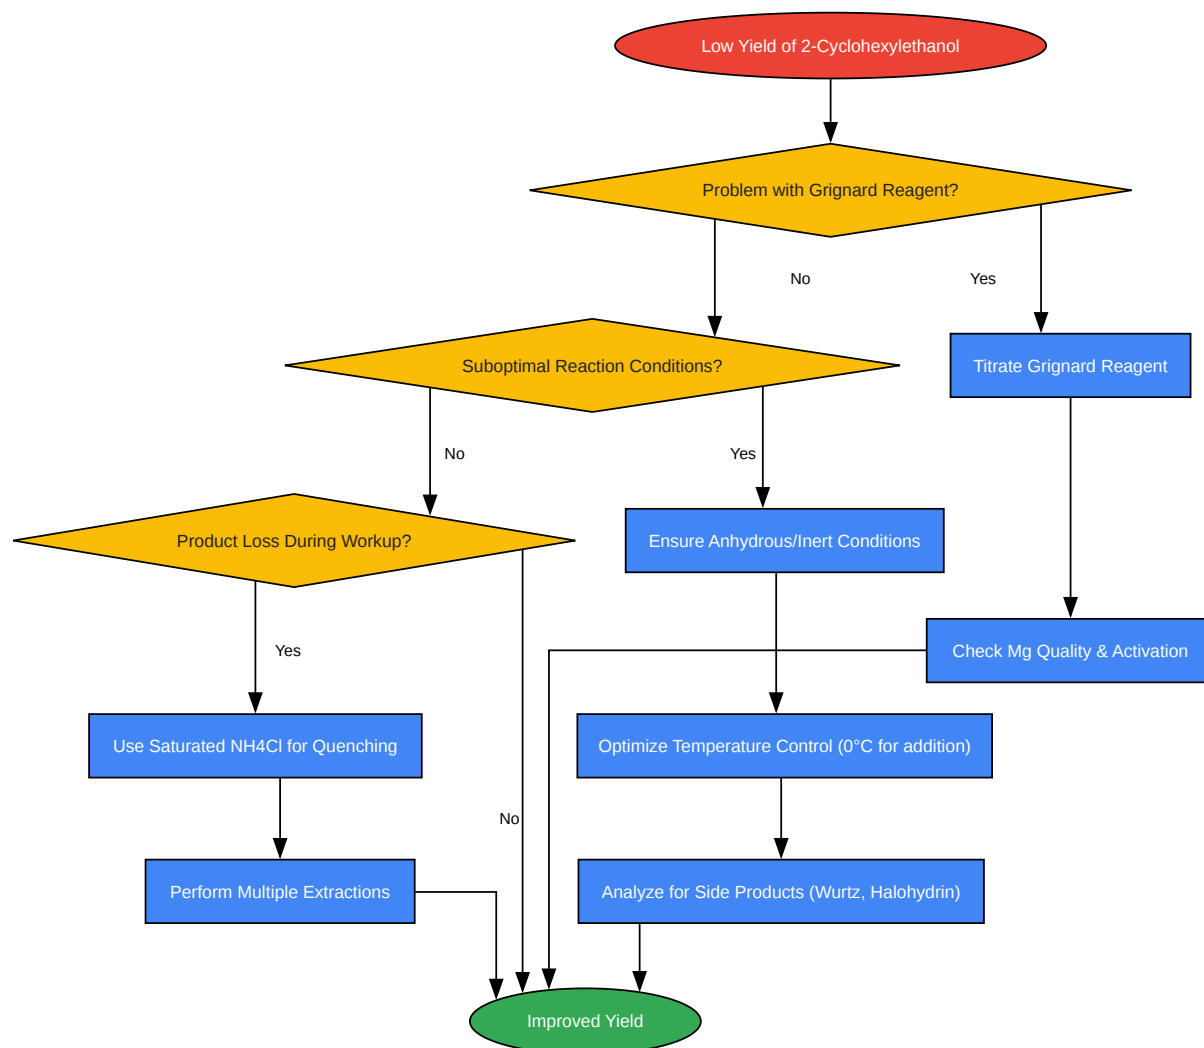 Low Yield of 2-Cyclohexylethanol
Problem with Grignard Reagent?
No
Yes
Suboptimal Reaction Conditions?
Titrate Grignard Reagent
No
Yes
Product Loss During Workup?
Ensure Anhydrous/Inert Conditions
Yes
Check Mg Quality & Activation
Use Saturated NH4Cl for Quenching
Optimize Temperature Control (0°C for addition)
No
Perform Multiple Extractions
Analyze for Side Products (Wurtz, Halohydrin)
Improved Yield